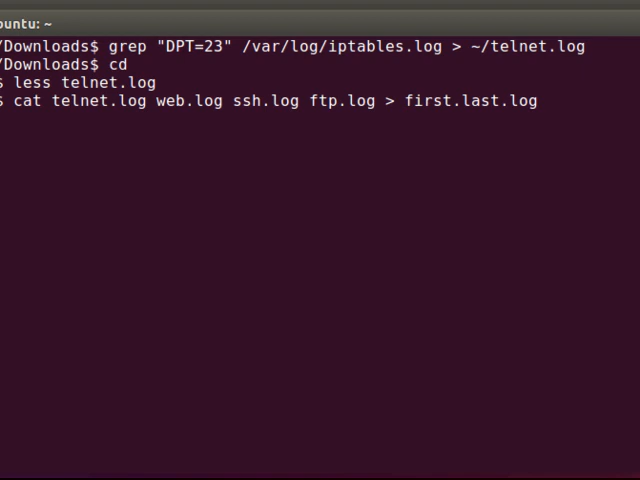 buntu: ~
/Downloads$ grep "DPT=23" /var/log/iptables.log > ~/telnet.log
/Downloads$ cd
$ less telnet.log
$ cat telnet.log web.log ssh.log ftp.log > first.last.log